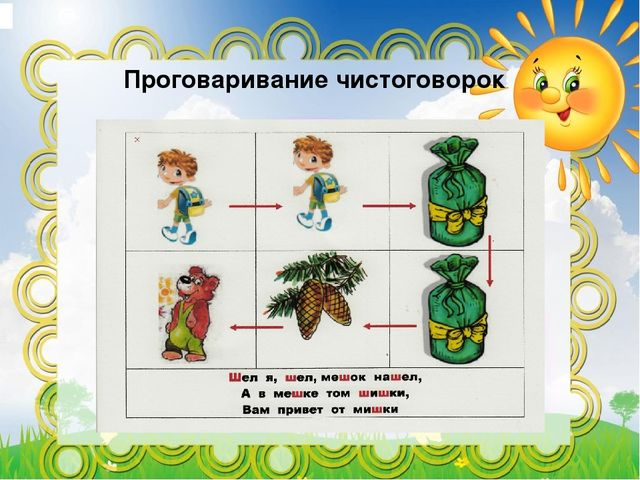 Проговаривание чистоговорок
Шел я, шел, мешок нашел,
А в мешке том шишки,
Вам привет от мишки